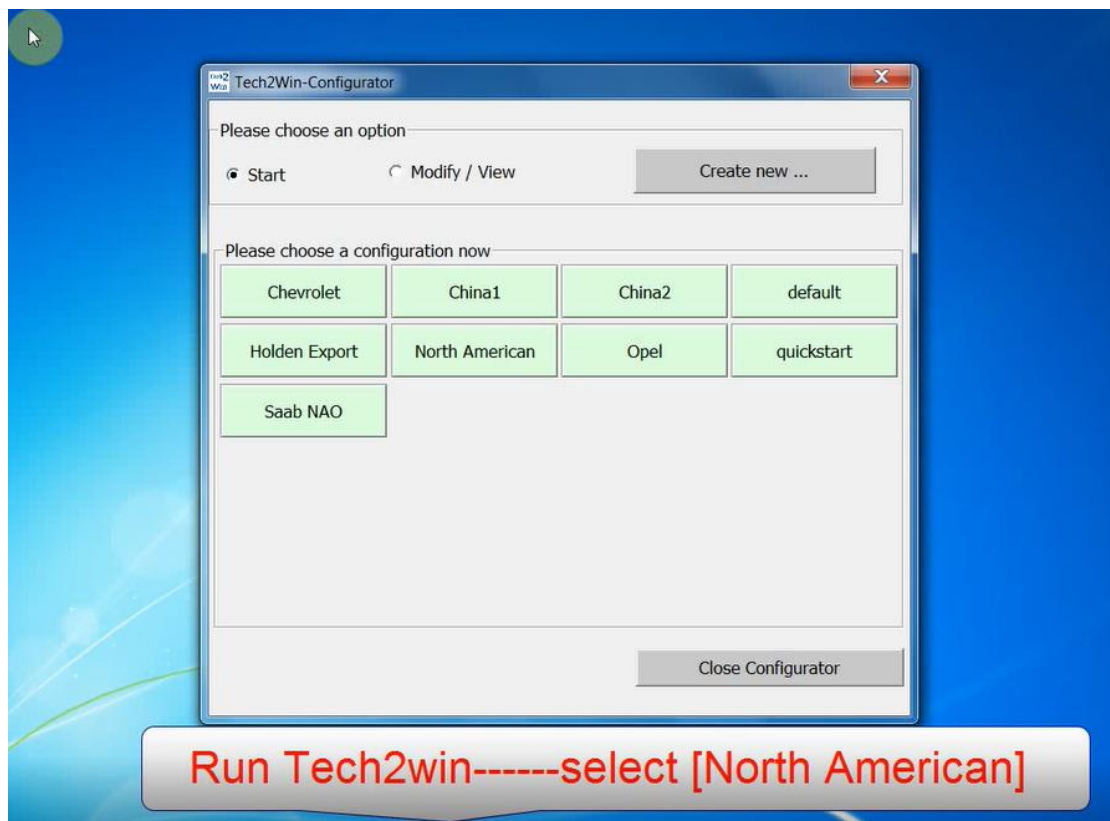 Tech2Win-Configurator
Please choose an option
Start Modify / View Create new ...
Please choose a configuration now
Chevrolet China1 China2 default
Holden Export North American Opel quickstart
Saab NAO
Close Configurator
Run Tech2win------select [North American]